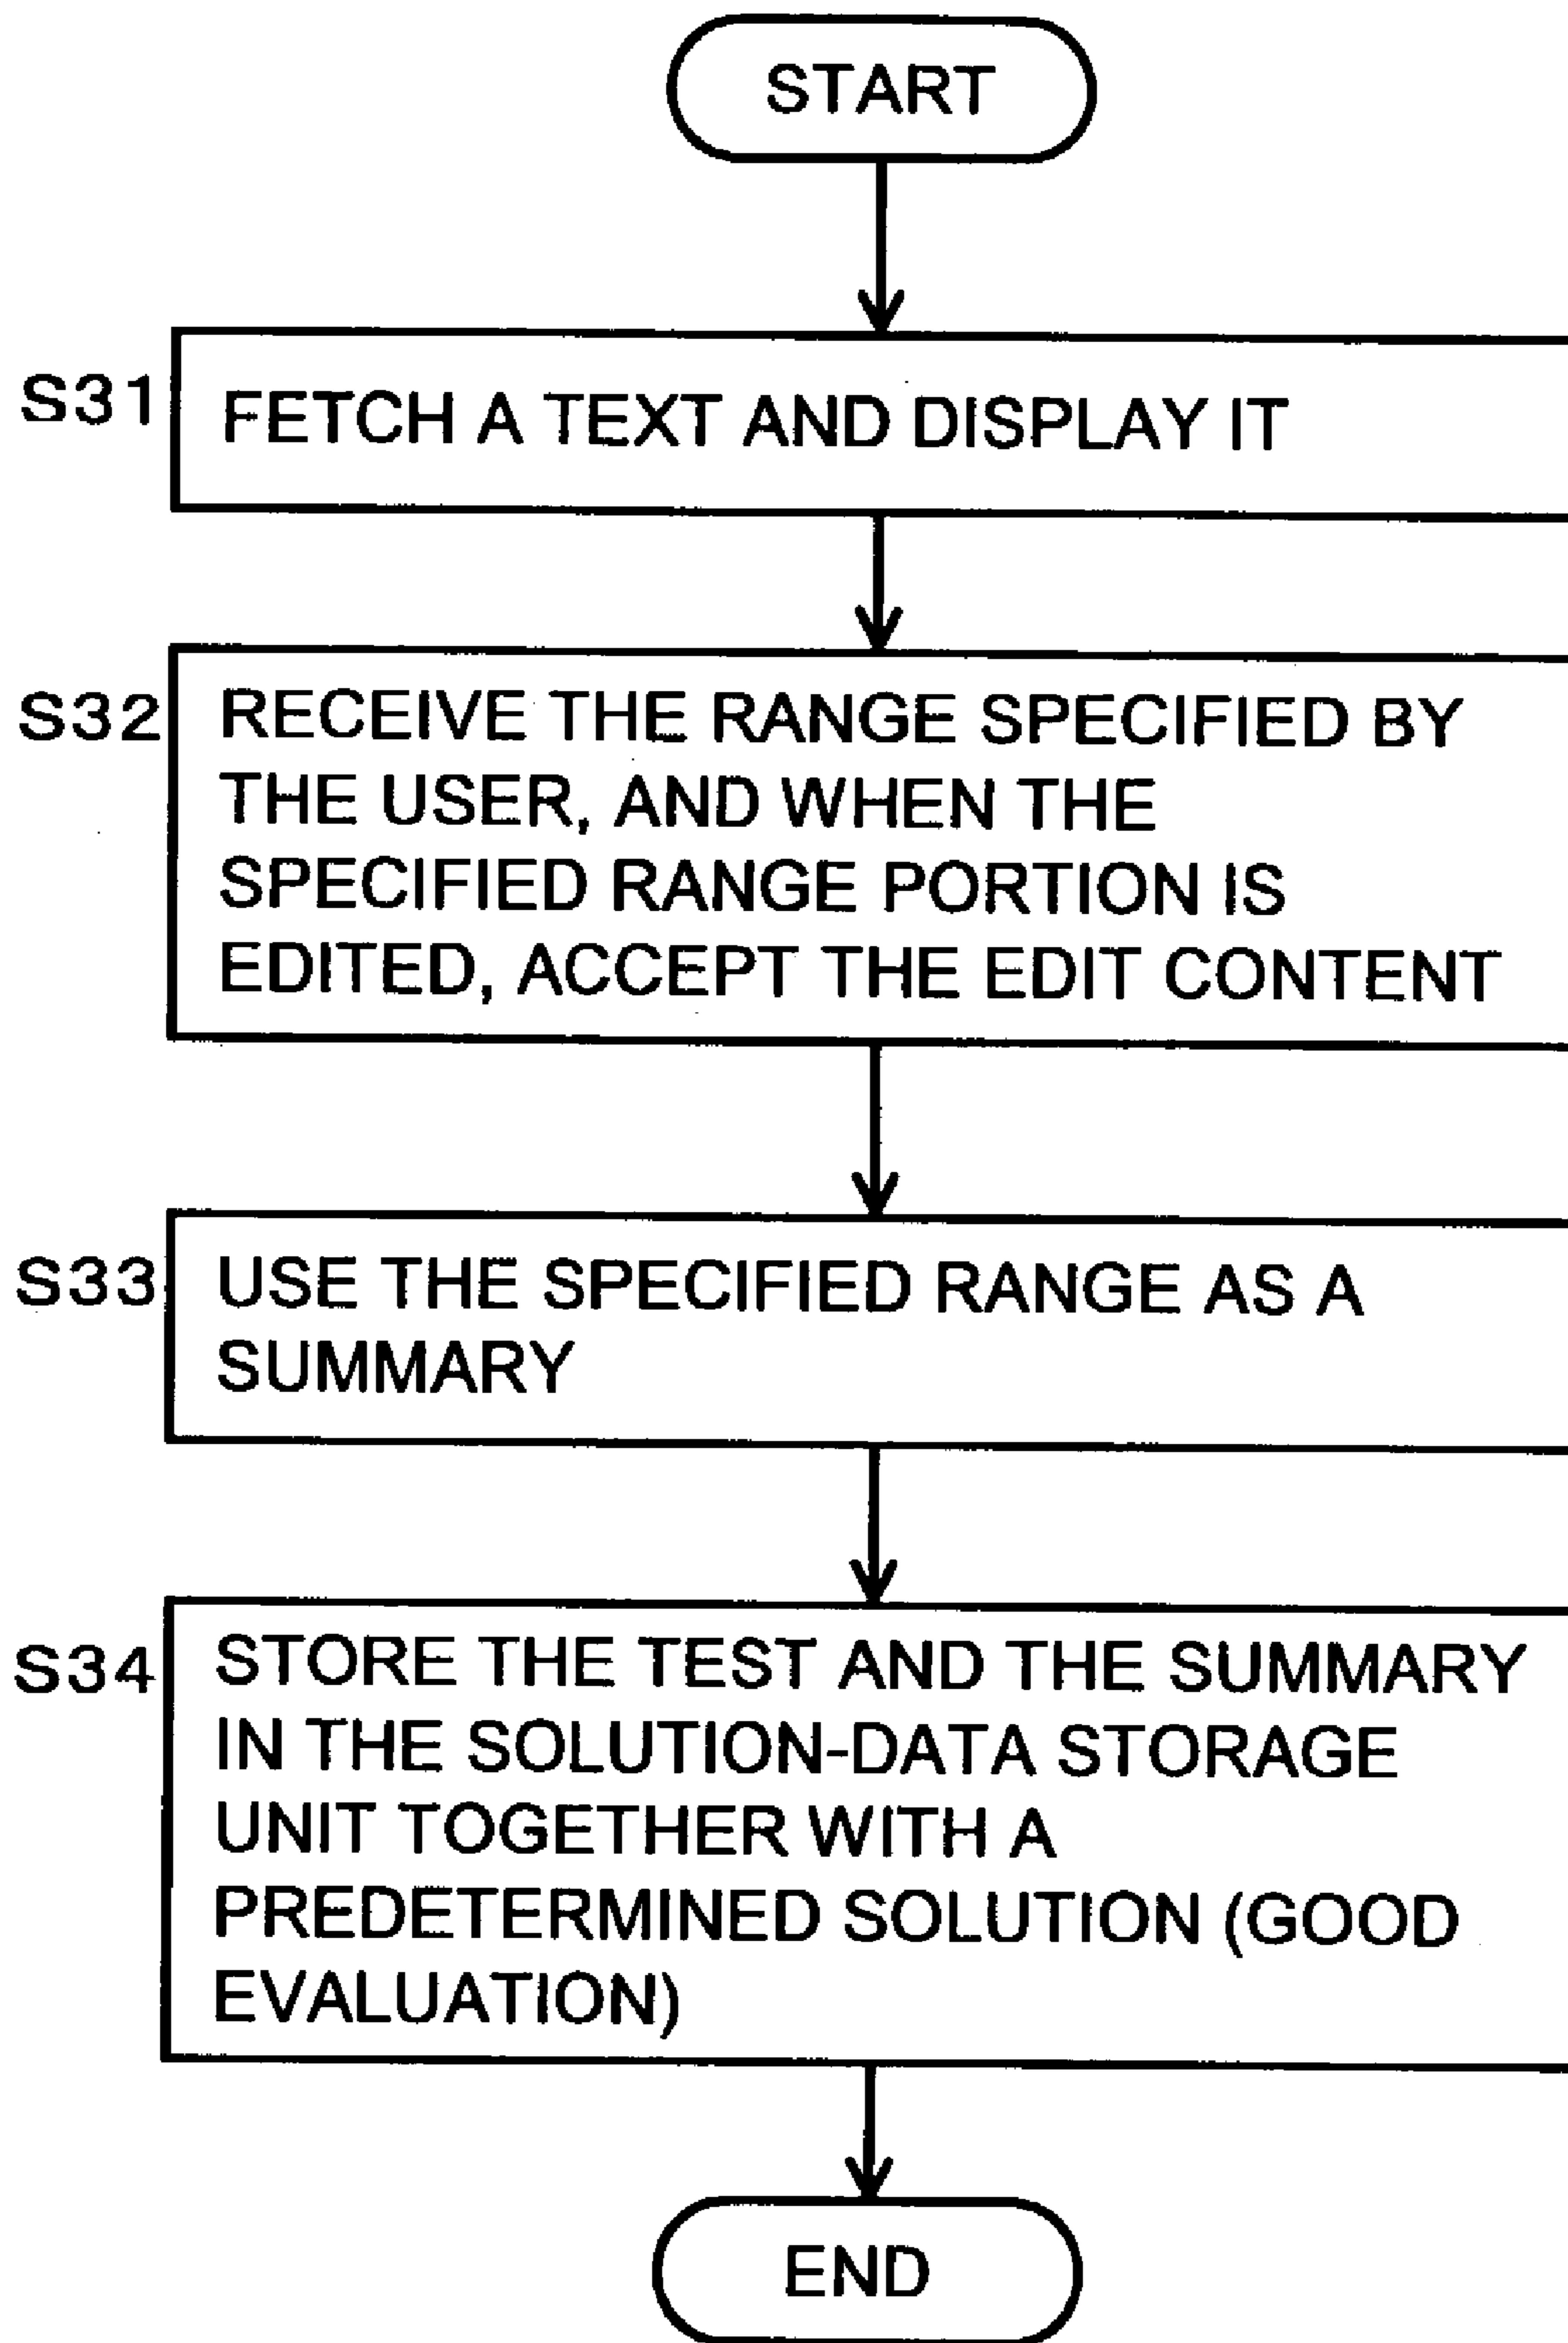 START
S31
FETCH A TEXT AND DISPLAY IT
S32
RECEIVE THE RANGE SPECIFIED BY
THE USER, AND WHEN THE
SPECIFIED RANGE PORTION IS
EDITED, ACCEPT THE EDIT CONTENT
S33
USE THE SPECIFIED RANGE AS A
SUMMARY
S34
STORE THE TEST AND THE SUMMARY
IN THE SOLUTION-DATA STORAGE
UNIT TOGETHER WITH A
PREDETERMINED SOLUTION (GOOD
EVALUATION)
END